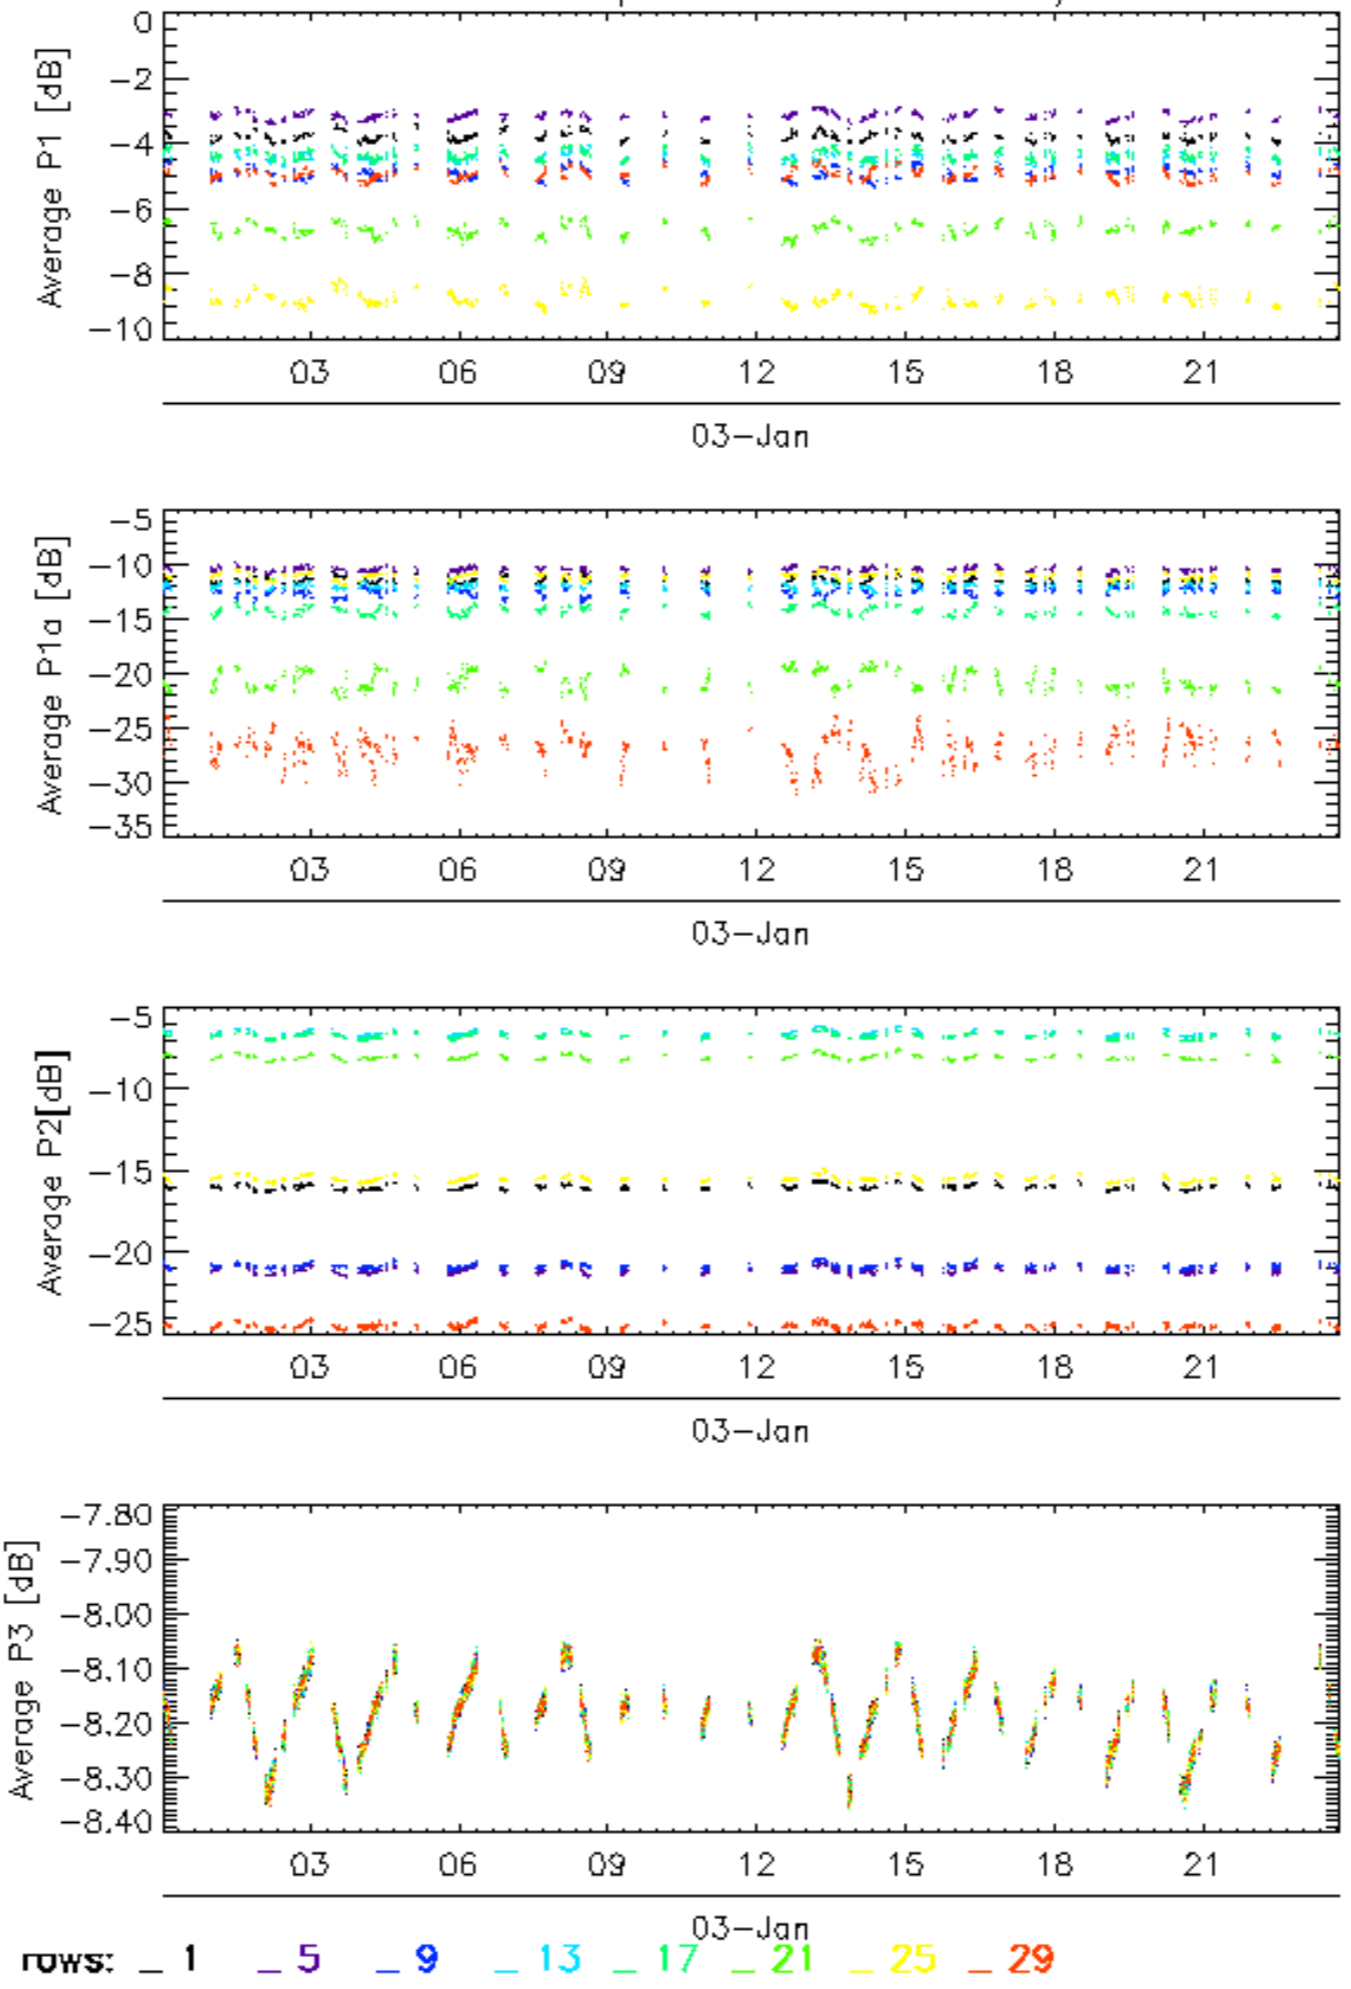 0
−2
−4
−6
−8
−10
Average P1 [dB]
03 06 09 12 15 18 21
03−Jan
−5
−10
−15
−20
−25
−30
−35
Average P1a [dB]
03 06 09 12 15 18 21
03−Jan
−5
−10
−15
−20
−25
Average P2[dB]
03 06 09 12 15 18 21
03−Jan
−7.80
−7.90
−8.00
−8.10
−8.20
−8.30
−8.40
Average P3 [dB]
03 06 09 12 15 18 21
03−Jan
rows: _ 1 _ 5 _ 9 _ 13 _ 17 _ 21 _ 25 _ 29